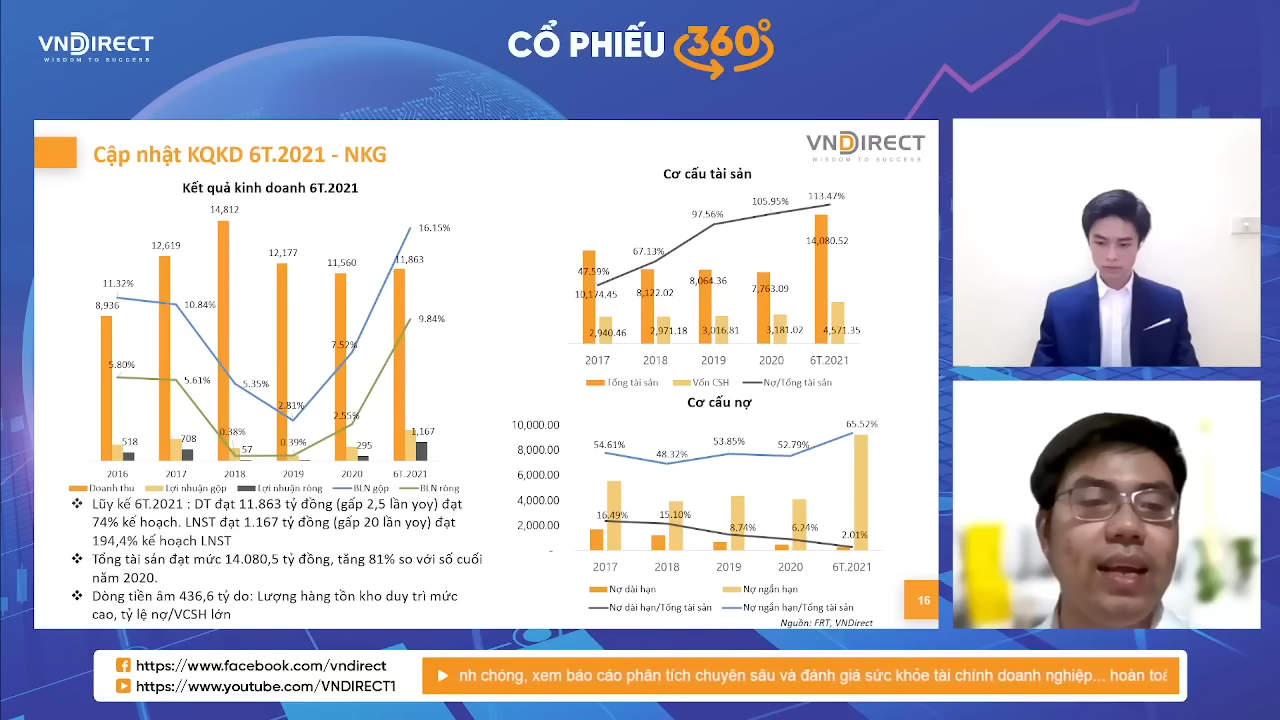 VNDIRECT
WISDOM TO SUCCESS
CỔ PHIẾU 360°
Cập nhật KQKD 6T.2021 - NKG
VNDIRECT
WISDOM TO SUCCESS
Kết quả kinh doanh 6T.2021
14,812
12,619
12,177
11,560
11,863
8,936
16.15%
11.32%
10.84%
5.35%
2.81%
7.52%
5.80%
5.61%
0.38%
0.39%
2.55%
9.84%
518
708
57
295
1,167
2016 2017 2018 2019 2020 6T.2021
Doanh thu Lợi nhuận gộp Lợi nhuận ròng BLN gộp BLN ròng
❖ Lũy kế 6T.2021 : DT đạt 11.863 tỷ đồng (gấp 2,5 lần yoy) đạt
74% kế hoạch. LNST đạt 1.167 tỷ đồng (gấp 20 lần yoy) đạt
194,4% kế hoạch LNST
❖ Tổng tài sản đạt mức 14.080,5 tỷ đồng, tăng 81% so với số cuối
năm 2020.
❖ Dòng tiền âm 436,6 tỷ do: Lượng hàng tồn kho duy trì mức
cao, tỷ lệ nợ/VCSH lớn
Cơ cấu tài sản
47.59%
67.13%
97.56%
105.95%
113.47%
10,174.45
8,122.02
8,064.36
7,763.09
14,080.52
2,940.46
2,971.18
3,016.81
3,181.02
4,571.35
2017 2018 2019 2020 6T.2021
Tổng tài sản Vốn CSH Nợ/Tổng tài sản
Cơ cấu nợ
10,000.00
8,000.00
6,000.00
4,000.00
2,000.00
-
54.61%
48.32%
53.85%
52.79%
65.52%
16.49%
15.10%
8.74%
6.24%
2.01%
2017 2018 2019 2020 6T.2021
Nợ dài hạn Nợ ngắn hạn
Nợ dài hạn/Tổng tài sản Nợ ngắn hạn/Tổng tài sản
Nguồn: FRT, VNDirect
16
https://www.facebook.com/vndirect
https://www.youtube.com/VNDIRECT1
nh chóng, xem báo cáo phân tích chuyên sâu và đánh giá sức khỏe tài chính doanh nghiệp... hoàn toà